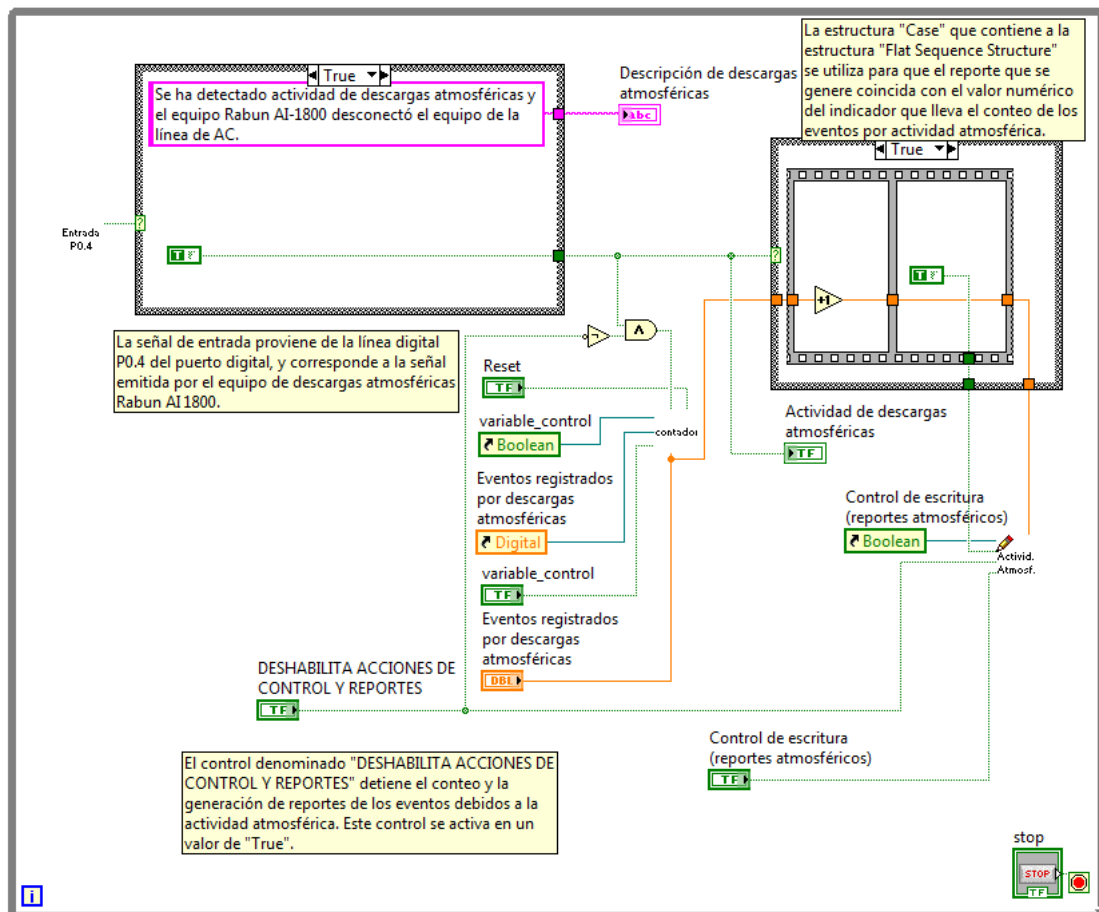 La estructura "Case" que contiene a la
estructura "Flat Sequence Structure"
se utiliza para que el reporte que se
genere coincida con el valor numérico
del indicador que lleva el conteo de los
eventos por actividad atmosférica.
True
Se ha detectado actividad de descargas atmosféricas y
el equipo Rabun AI-1800 desconectó el equipo de la
línea de AC.
Descripción de descargas
atmosféricas
abc
True
?
Entrada
P0.4
T F
?
T F
+1
La señal de entrada proviene de la línea digital
P0.4 del puerto digital, y corresponde a la señal
emitida por el equipo de descargas atmosféricas
Rabun AI 1800.
Reset
TF
variable_control
Boolean
contador
Actividad de descargas
atmosféricas
TF
Eventos registrados
por descargas
atmosféricas
Digital
Control de escritura
(reportes atmosféricos)
Boolean
Activid.
Atmosf.
variable_control
TF
Eventos registrados
por descargas
atmosféricas
DBL
DESHABILITA ACCIONES DE
CONTROL Y REPORTES
TF
Control de escritura
(reportes atmosféricos)
TF
El control denominado "DESHABILITA ACCIONES DE
CONTROL Y REPORTES" detiene el conteo y la
generación de reportes de los eventos debidos a la
actividad atmosférica. Este control se activa en un
valor de "True".
stop
STOP
TF
i